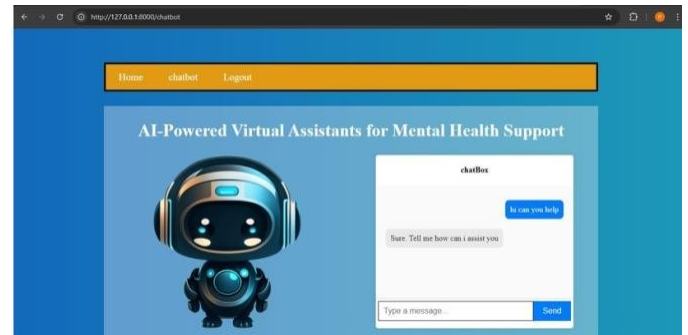 http://127.0.0.1:8000/chatbot
Home chatbot Logout
AI-Powered Virtual Assistants for Mental Health Support
chatBox
hi can you help
Sure. Tell me how can i assist you
Type a message...
Send